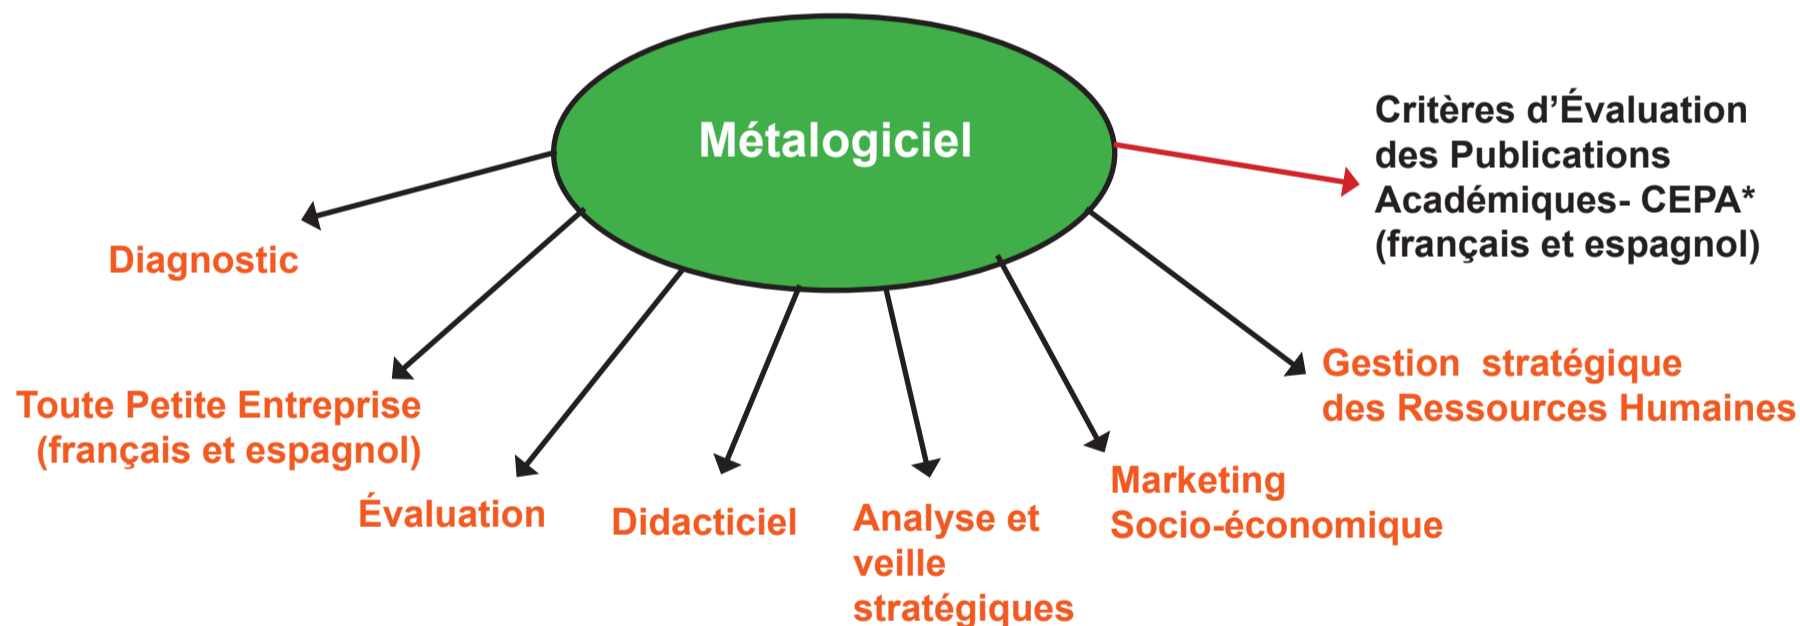 Métalogiciel
Critères d’Évaluation
des Publications
Académiques- CEPA*
(français et espagnol)
Diagnostic
Gestion  stratégique
des Ressources Humaines
Toute Petite Entreprise
(français et espagnol)
Marketing
Socio-économique
Évaluation
Didacticiel
Analyse et
veille
stratégiques